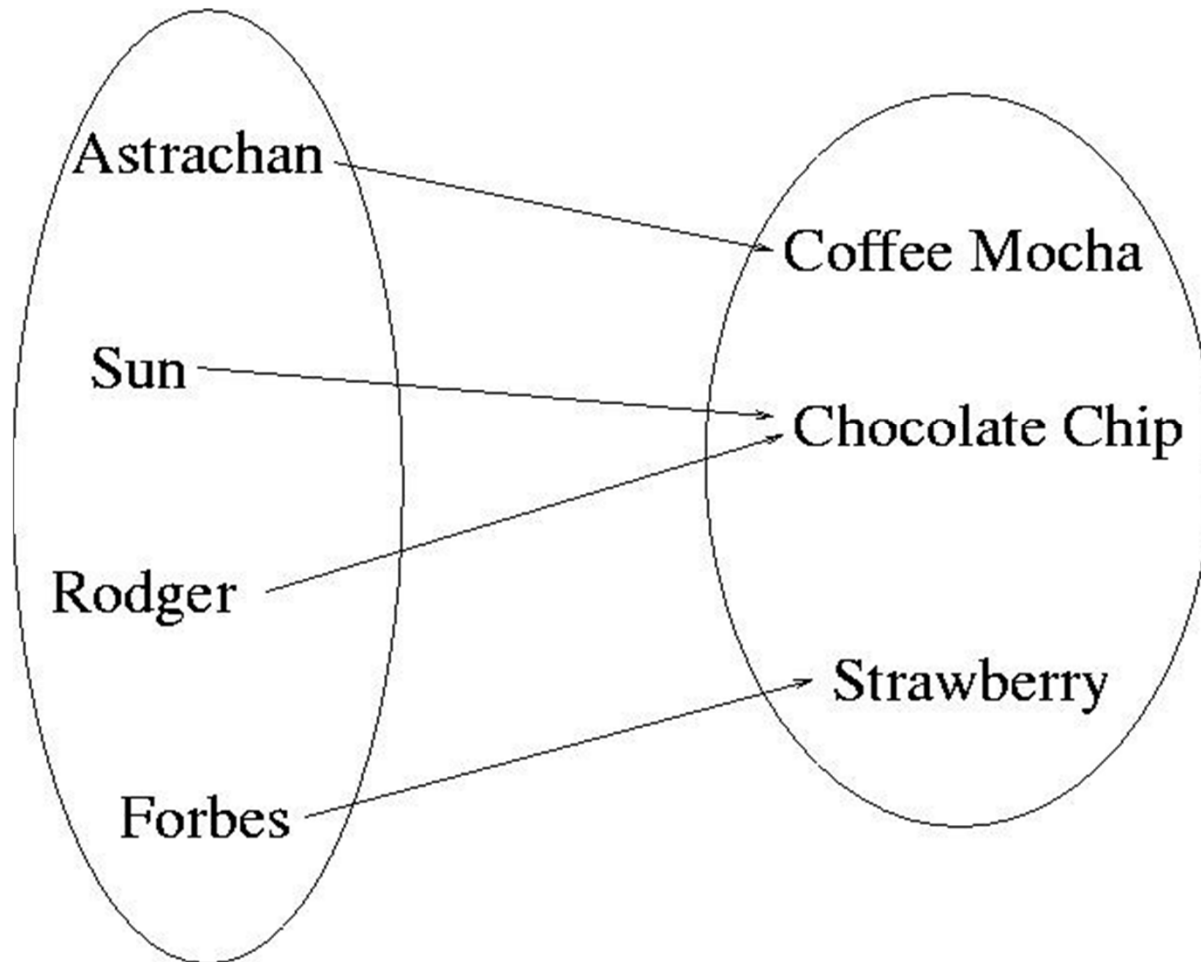 Astrachan
Sun
Rodger
Forbes
Coffee Mocha
Chocolate Chip
Strawberry